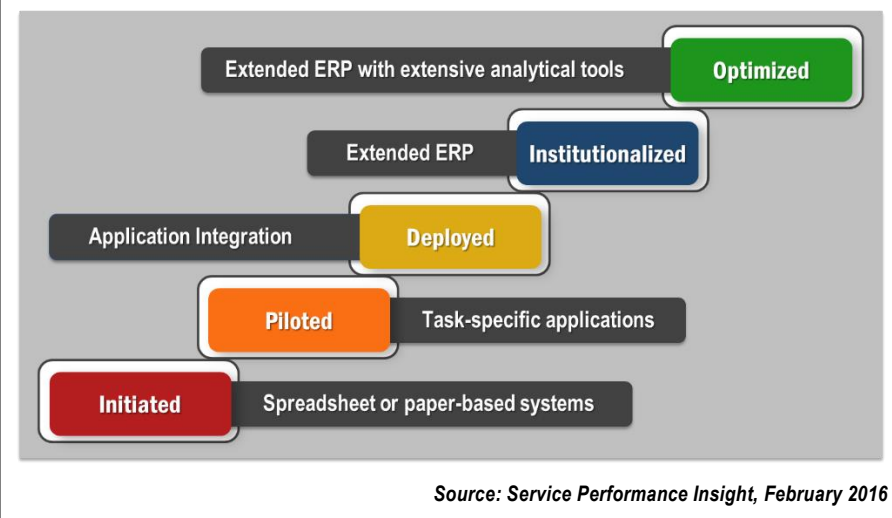 Extended ERP with extensive analytical tools Optimized
Extended ERP Institutionalized
Application Integration Deployed
Piloted Task-specific applications
Initiated Spreadsheet or paper-based systems
Source: Service Performance Insight, February 2016